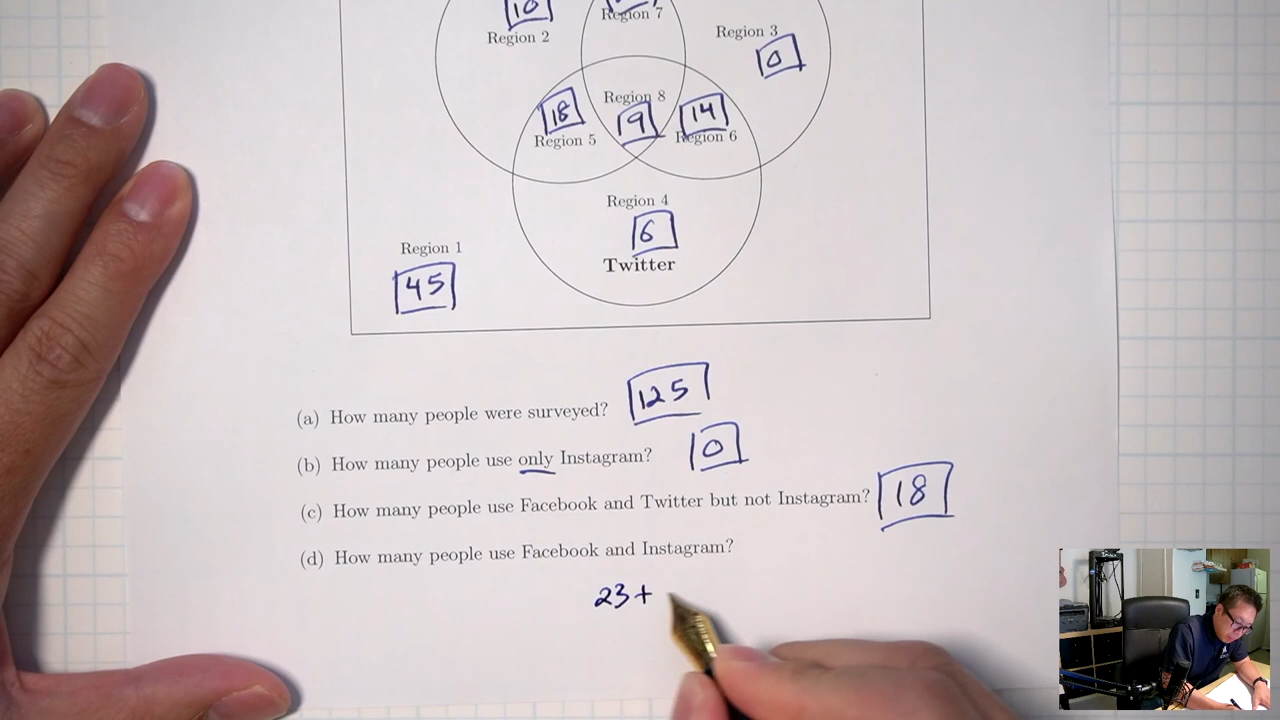 10
Region 7
Region 2
Region 3
0
Region 8
18
9
14
Region 5
Region 6
Region 4
6
Region 1
Twitter
45
(a) How many people were surveyed? 125
(b) How many people use only Instagram? 0
(c) How many people use Facebook and Twitter but not Instagram? 18
(d) How many people use Facebook and Instagram?
23+